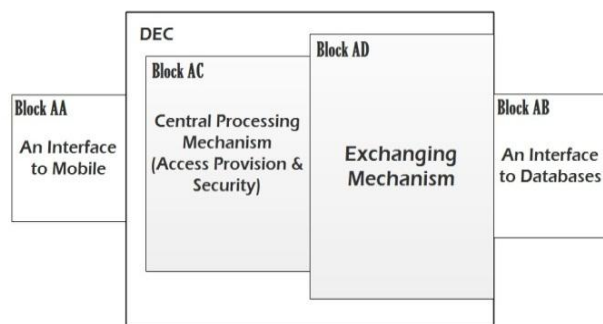 DEC
Block AA
An Interface
to Mobile
Block AC
Central Processing
Mechanism
(Access Provision &
Security)
Block AD
Exchanging
Mechanism
Block AB
An Interface
to Databases